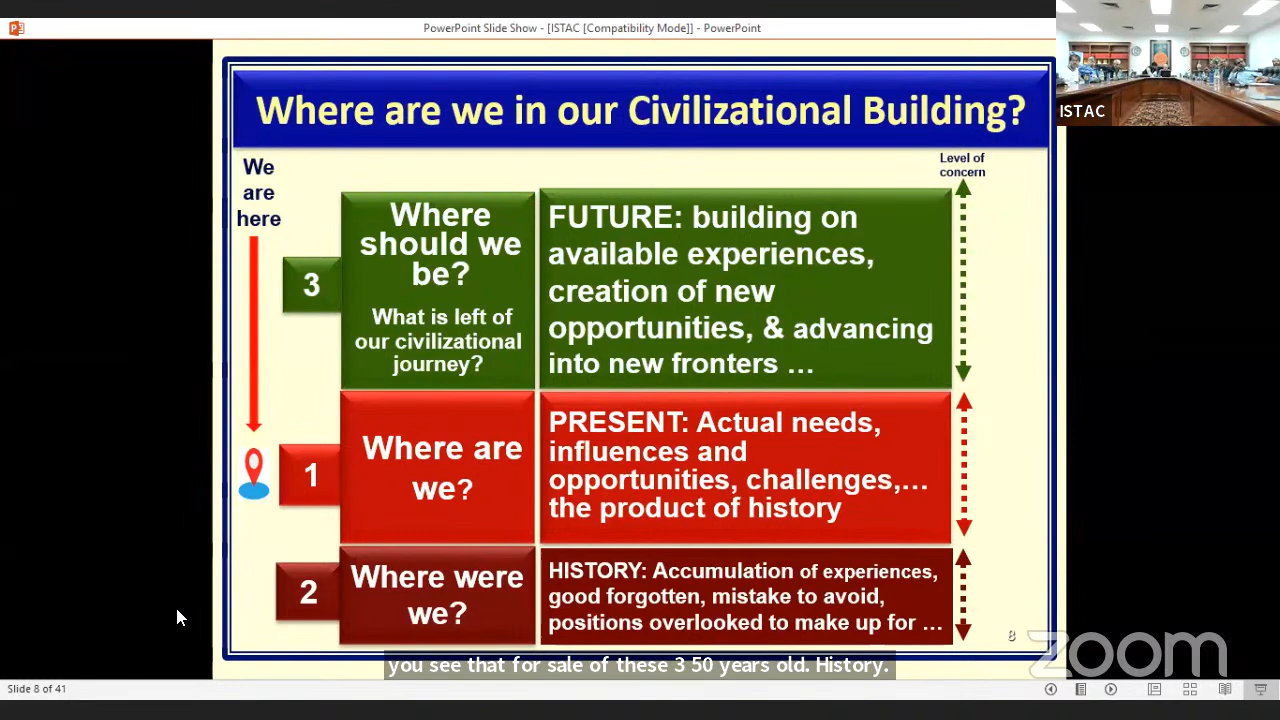 PowerPoint Slide Show - [ISTAC [Compatibility Mode]] - PowerPoint
ISTAC
Where are we in our Civilizational Building?
We
are
here
Level of
concern
3
Where
should we
be?
What is left of
our civilizational
journey?
FUTURE: building on
available experiences,
creation of new
opportunities, & advancing
into new fronters ...
1
Where are
we?
PRESENT: Actual needs,
influences and
opportunities, challenges,...
the product of history
2
Where were
we?
HISTORY: Accumulation of experiences,
good forgotten, mistake to avoid,
positions overlooked to make up for ...
8
zoom
you see that for sale of these 3 50 years old. History.
Slide 8 of 41